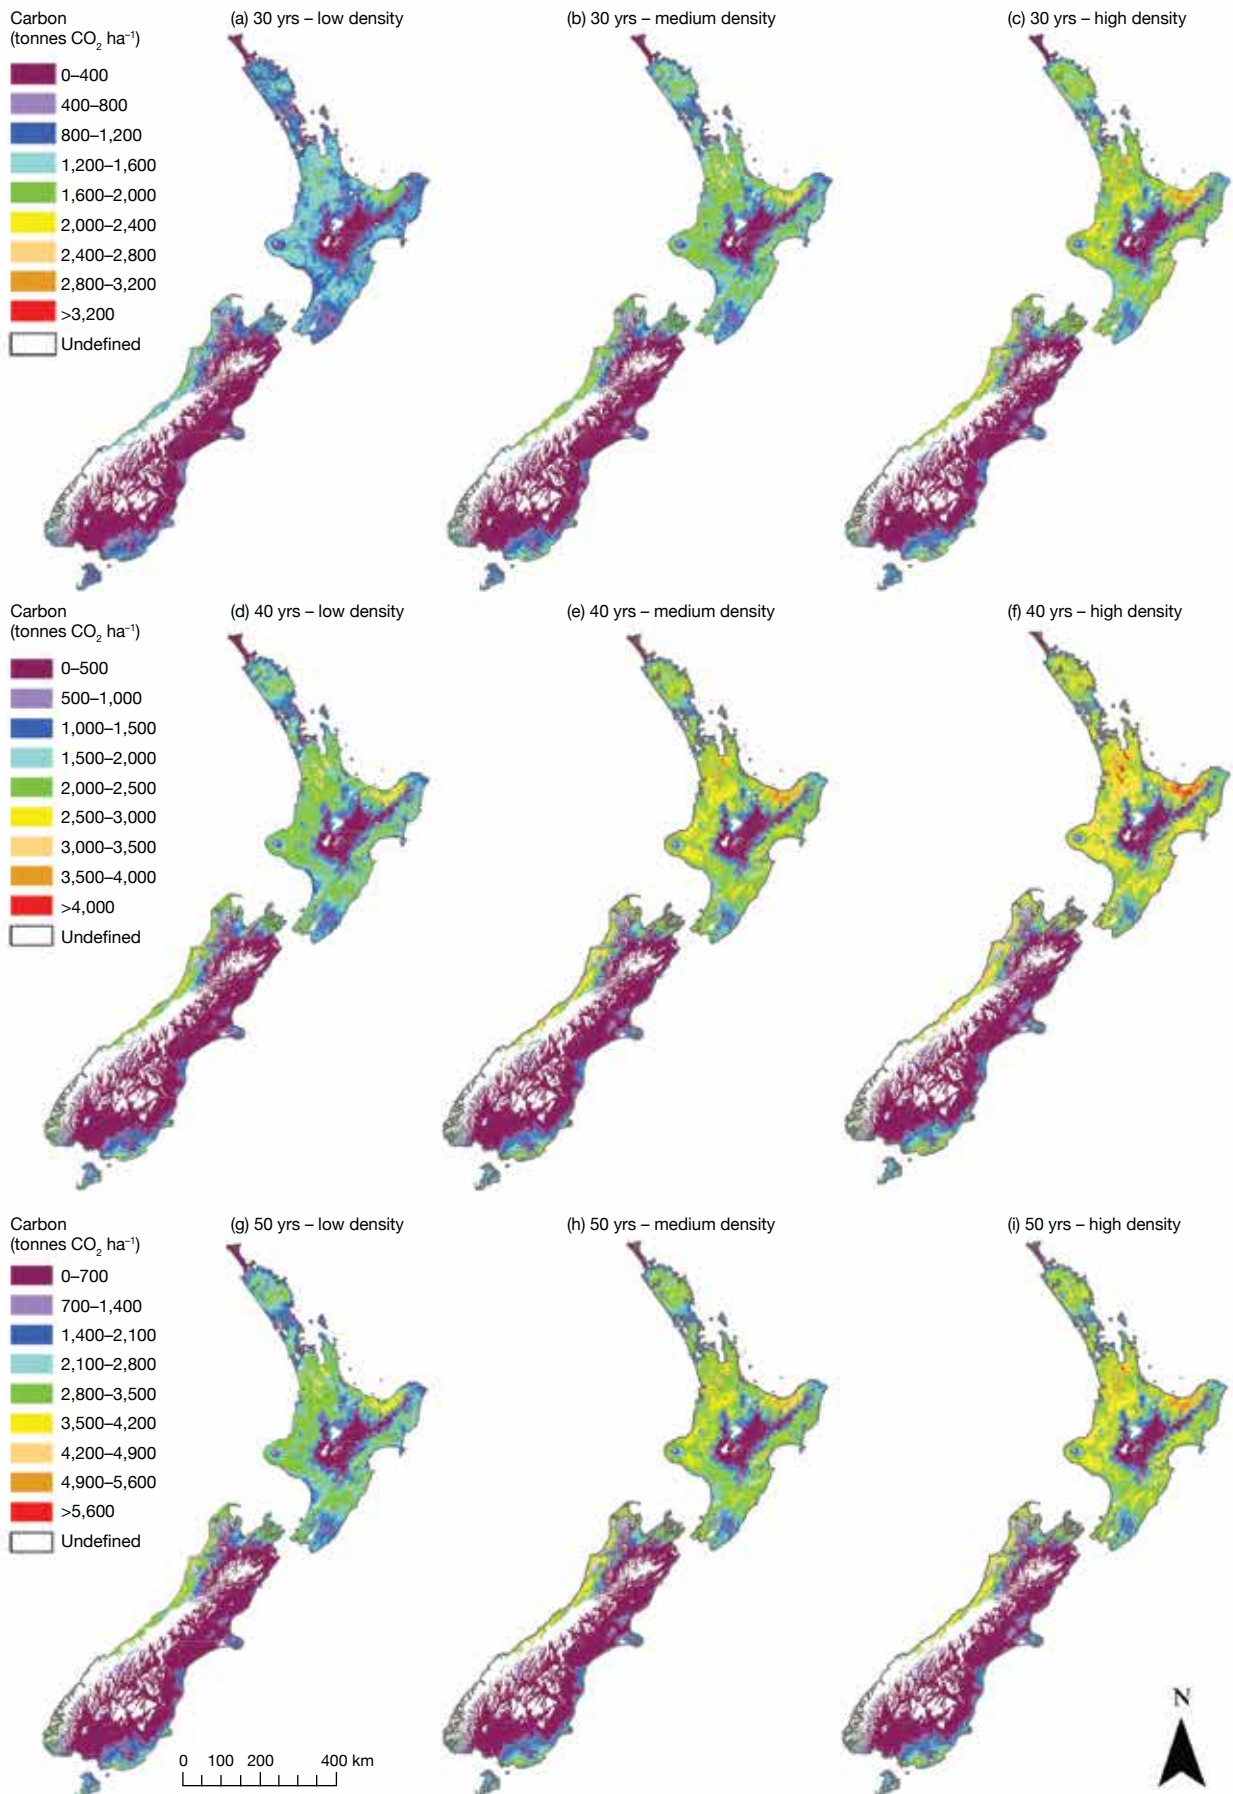 Carbon
(tonnes CO₂ ha⁻¹)
0–400
400–800
800–1,200
1,200–1,600
1,600–2,000
2,000–2,400
2,400–2,800
2,800–3,200
>3,200
Undefined
(a) 30 yrs – low density
(b) 30 yrs – medium density
(c) 30 yrs – high density
Carbon
(tonnes CO₂ ha⁻¹)
0–500
500–1,000
1,000–1,500
1,500–2,000
2,000–2,500
2,500–3,000
3,000–3,500
3,500–4,000
>4,000
Undefined
(d) 40 yrs – low density
(e) 40 yrs – medium density
(f) 40 yrs – high density
Carbon
(tonnes CO₂ ha⁻¹)
0–700
700–1,400
1,400–2,100
2,100–2,800
2,800–3,500
3,500–4,200
4,200–4,900
4,900–5,600
>5,600
Undefined
(g) 50 yrs – low density
(h) 50 yrs – medium density
(i) 50 yrs – high density
0 100 200 400 km
N